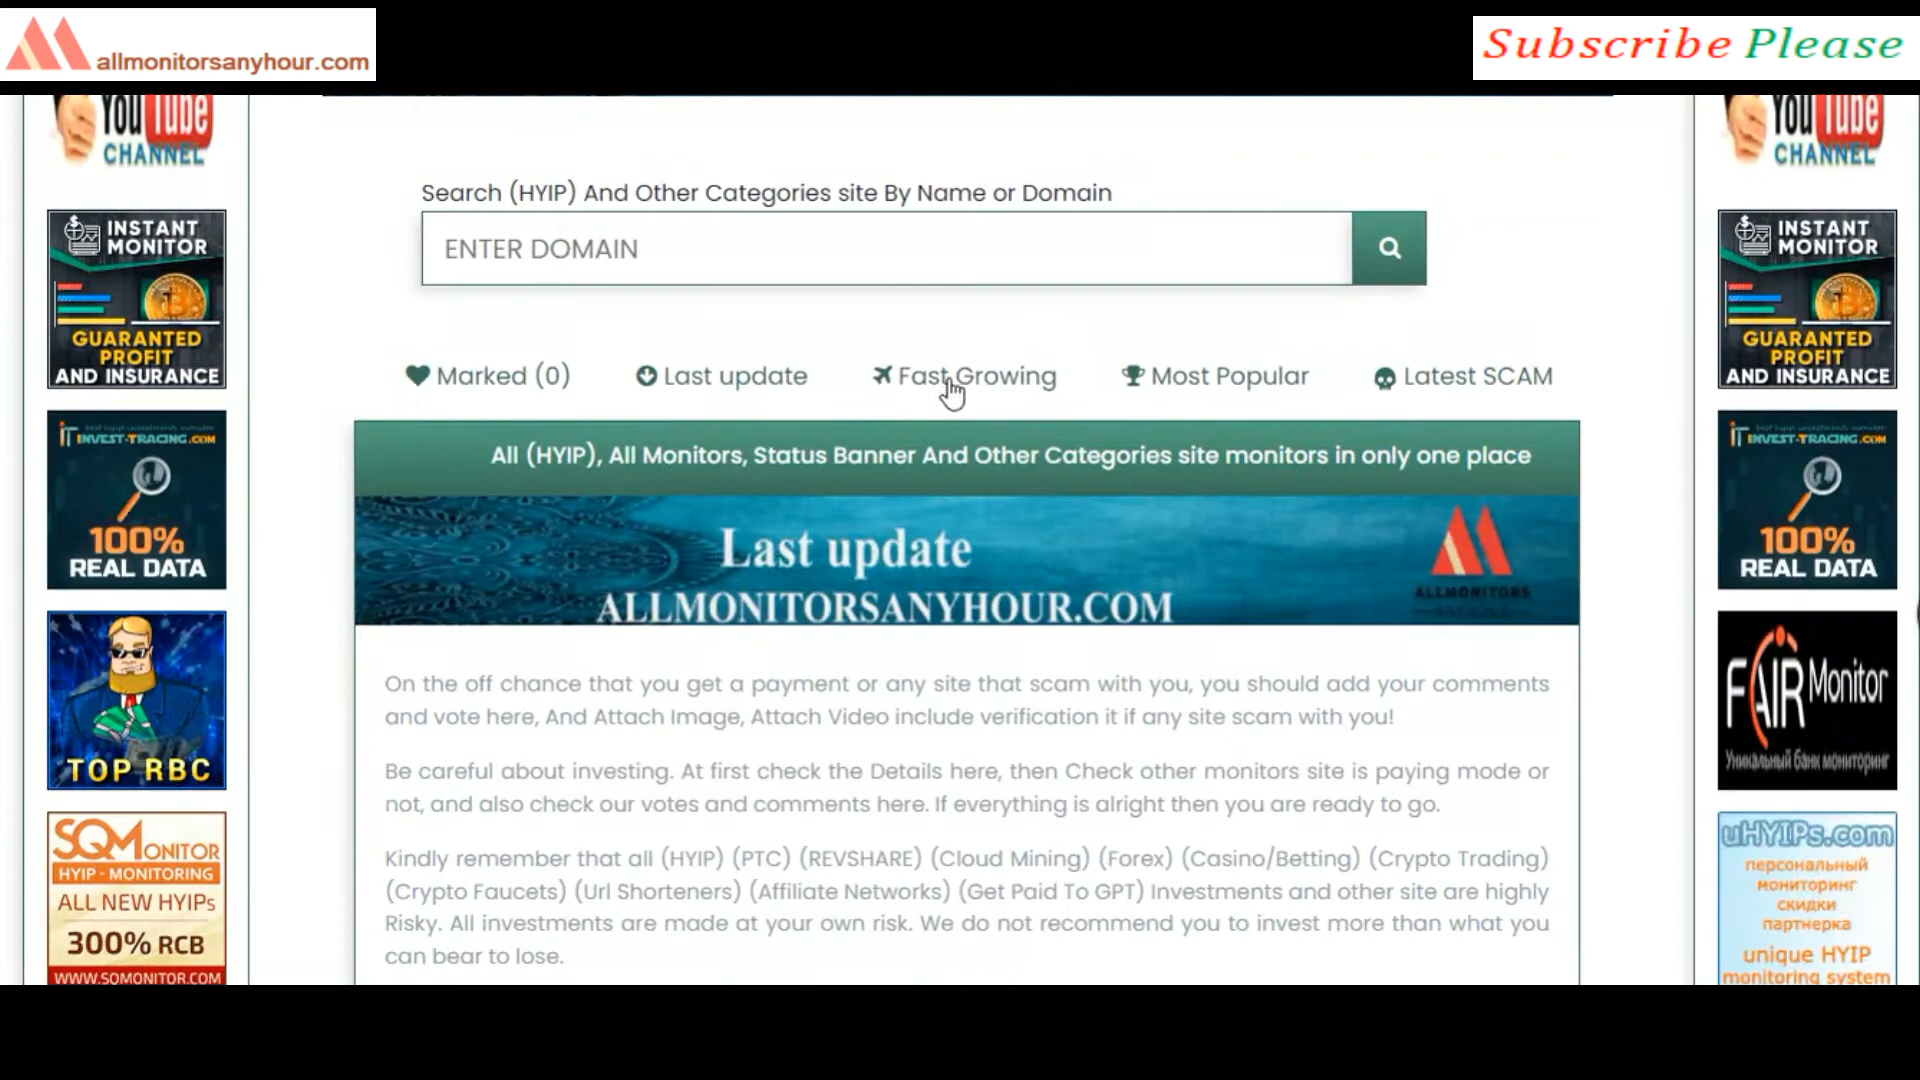 allmonitorsanyhour.com
Subscribe Please
YouTube
CHANNEL
INSTANT
MONITOR
GUARANTED
PROFIT
AND INSURANCE
INVEST-TRACING.COM
100%
REAL DATA
TOP RBC
SQMONITOR
HYIP - MONITORING
ALL NEW HYIPs
300% RCB
WWW.SQMONITOR.COM
Search (HYIP) And Other Categories site By Name or Domain
ENTER DOMAIN
Marked (0)
Last update
Fast Growing
Most Popular
Latest SCAM
All (HYIP), All Monitors, Status Banner And Other Categories site monitors in only one place
Last update
ALLMONITORSANYHOUR.COM
ALLMONITORS
On the off chance that you get a payment or any site that scam with you, you should add your comments
and vote here, And Attach Image, Attach Video include verification it if any site scam with you!
Be careful about investing. At first check the Details here, then Check other monitors site is paying mode or
not, and also check our votes and comments here. If everything is alright then you are ready to go.
Kindly remember that all (HYIP) (PTC) (REVSHARE) (Cloud Mining) (Forex) (Casino/Betting) (Crypto Trading)
(Crypto Faucets) (Url Shorteners) (Affiliate Networks) (Get Paid To GPT) Investments and other site are highly
Risky. All investments are made at your own risk. We do not recommend you to invest more than what you
can bear to lose.
YouTube
CHANNEL
INSTANT
MONITOR
GUARANTED
PROFIT
AND INSURANCE
INVEST-TRACING.COM
100%
REAL DATA
FAIR Monitor
Уникальный банк мониторинг
uHYIPs.com
персональный
мониторинг
скидки
партнерка
unique HYIP
monitoring system